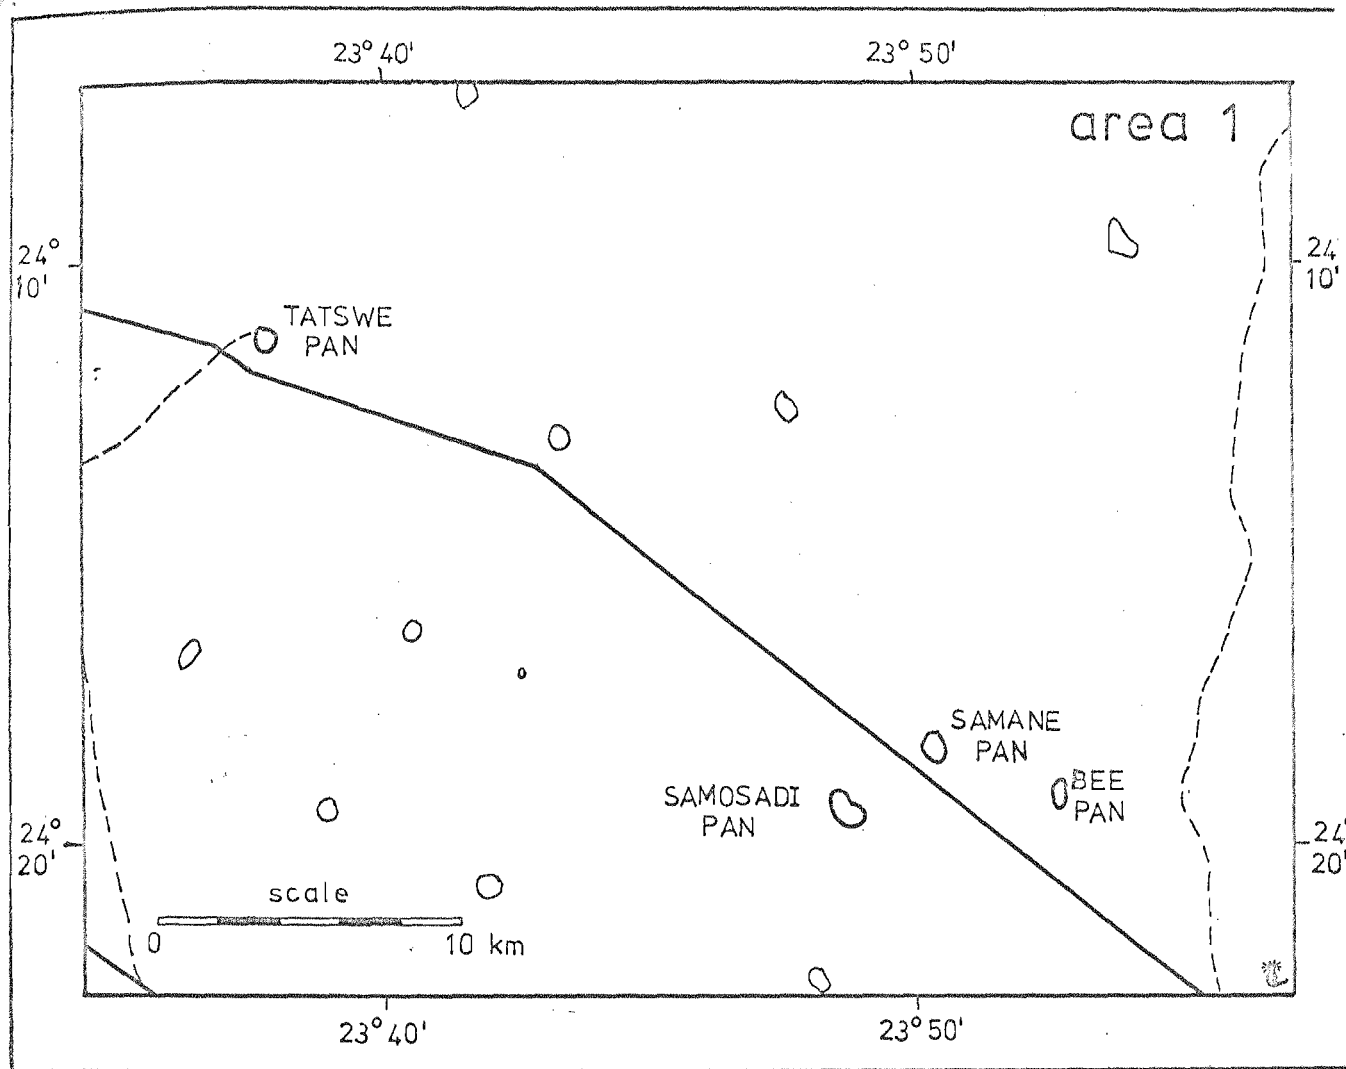 23° 40'
23° 50'
area 1
24°
10'
24
10'
TATSWE
PAN
SAMANE
PAN
BEE
PAN
SAMOSADI
PAN
24°
20'
24°
20'
scale
0
10 km
23° 40'
23° 50'